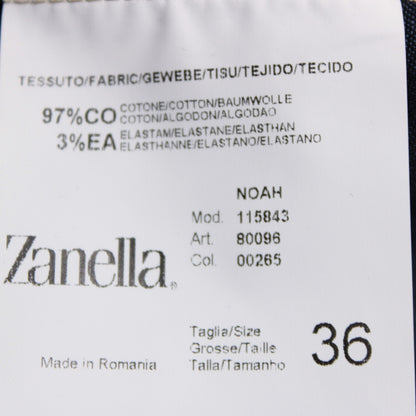 TESSUTO/FABRIC/GEWEBE/TISU/TEJIDO/TECIDO
97%CO COTONE/COTTON/BAUMWOLLE
COTON/ALGODON/ALGODAO
3%EA ELASTAM/ELASTANE/ELASTHAN
ELASTHANNE/ELASTANO/ELASTANO
NOAH
Mod. 115843
Art. 80096
Col. 00265
Zanella®
Taglia/Size
Grosse/Taille
Talla/Tamanho
36
Made in Romania